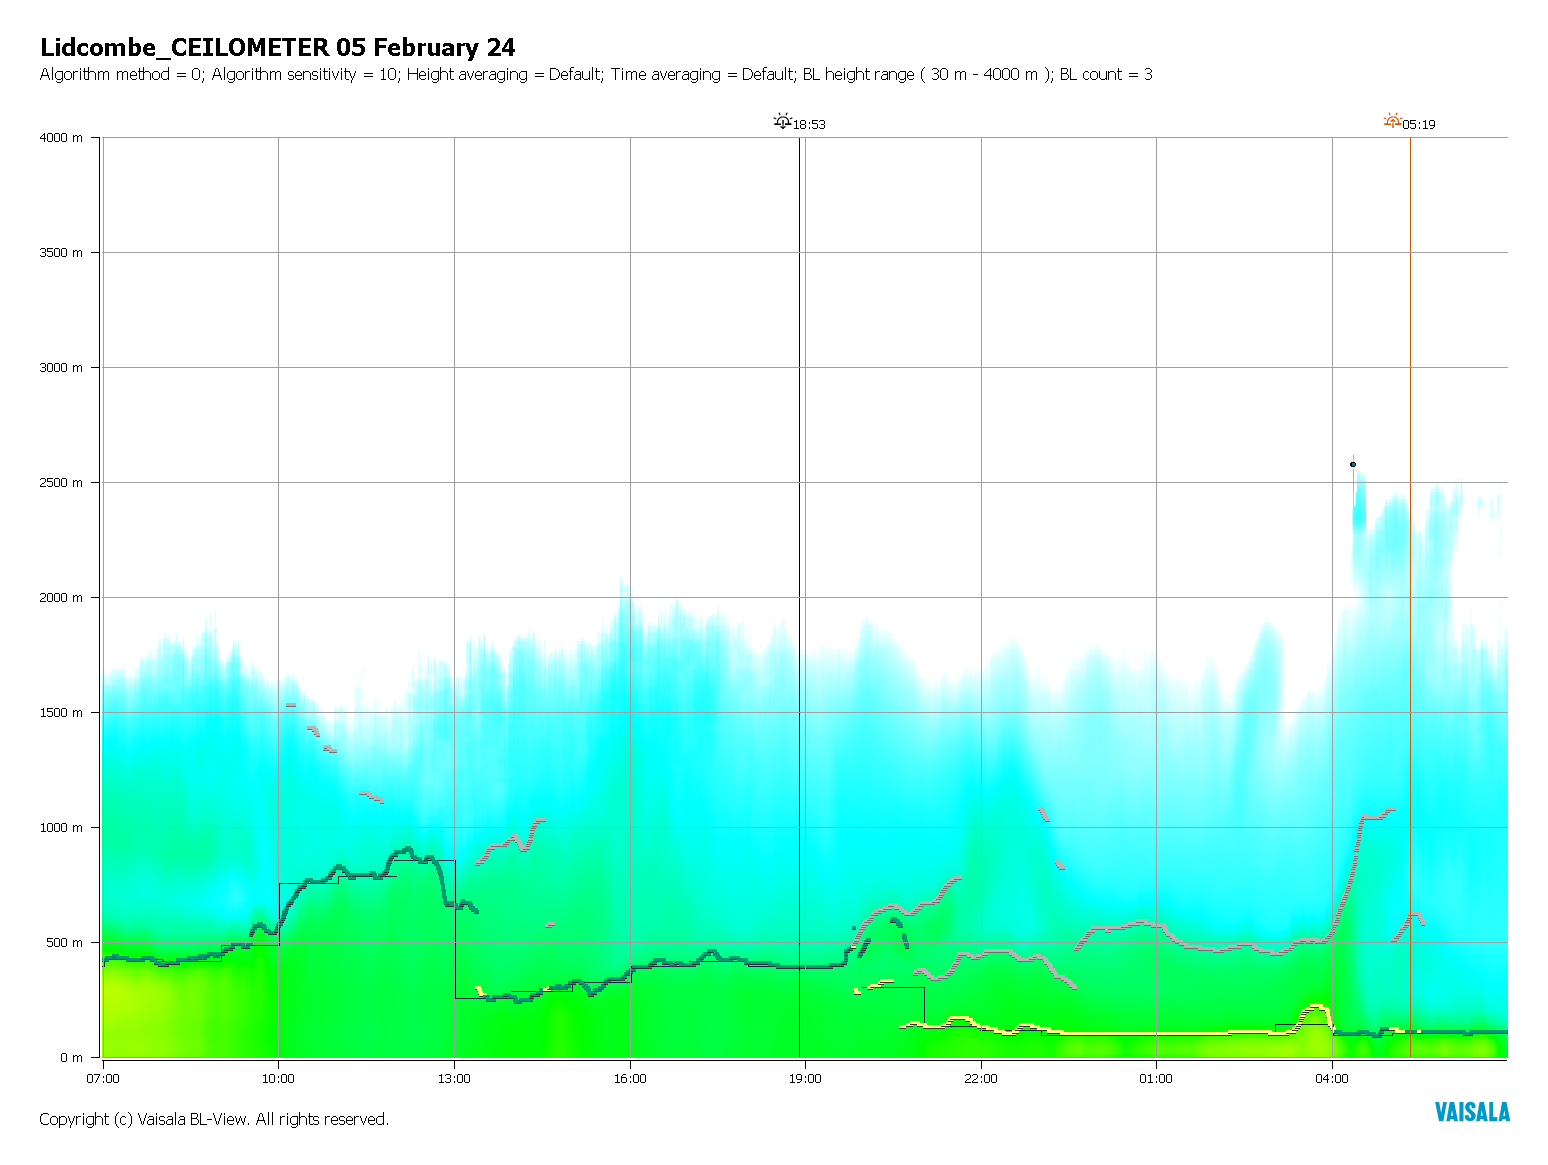 Lidcombe_CEILOMETER 05 February 24
Algorithm method = 0; Algorithm sensitivity = 10; Height averaging = Default; Time averaging = Default; BL height range ( 30 m - 4000 m ); BL count = 3
18:53
05:19
4000 m
3500 m
3000 m
2500 m
2000 m
1500 m
1000 m
500 m
0 m
07:00
10:00
13:00
16:00
19:00
22:00
01:00
04:00
Copyright (c) Vaisala BL-View. All rights reserved.
VAISALA